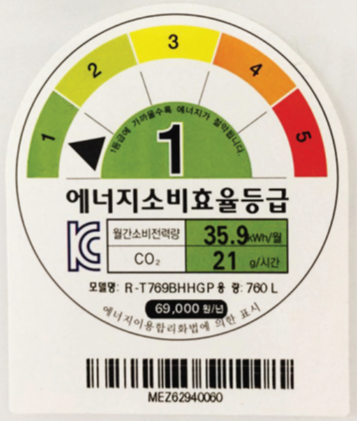 1 2 3 4 5
1등급에 가까울수록 에너지가 절약됩니다.
1
에너지소비효율등급
월간소비전력량 35.9kWh/월
CO₂ 21 g/시간
모델명: R-T769BHHGP 용 량: 760 L
69,000 원/년
에너지이용합리화법에 의한 표시
MEZ62940060